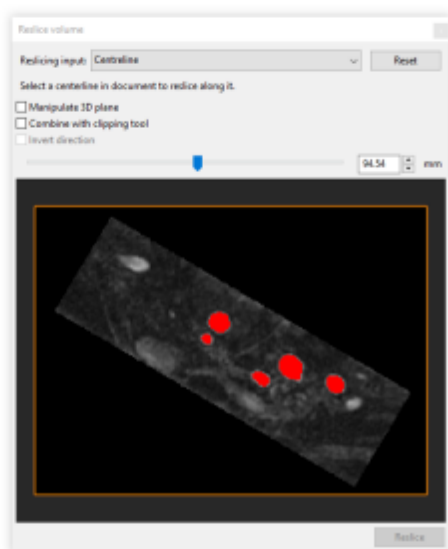 Reslice volume
Reslicing input: Centreline Reset
Select a centerline in document to reslice along it.
Manipulate 3D plane
Combine with clipping tool
Invert direction
94.54 mm
Reslice